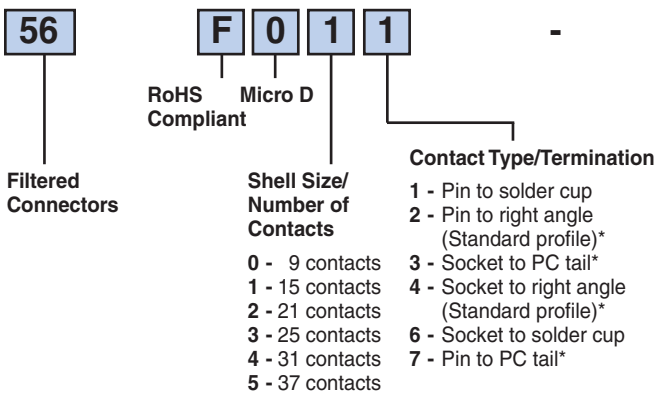 56 F 0 1 1 -
RoHS Compliant
Micro D
Filtered
Connectors
Shell Size/
Number of
Contacts
0 - 9 contacts
1 - 15 contacts
2 - 21 contacts
3 - 25 contacts
4 - 31 contacts
5 - 37 contacts
Contact Type/Termination
1 - Pin to solder cup
2 - Pin to right angle
(Standard profile)*
3 - Socket to PC tail*
4 - Socket to right angle
(Standard profile)*
6 - Socket to solder cup
7 - Pin to PC tail*